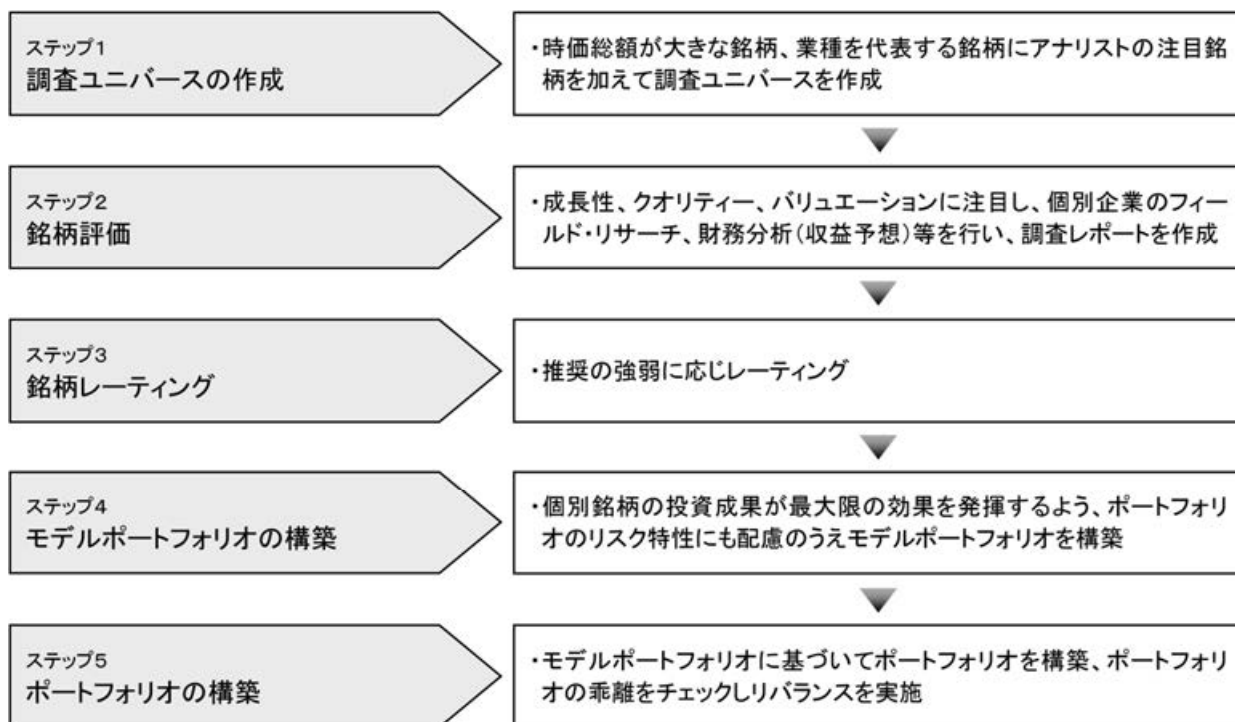 ステップ1
調査ユニバースの作成
・時価総額が大きな銘柄、業種を代表する銘柄にアナリストの注目銘
柄を加えて調査ユニバースを作成
ステップ2
銘柄評価
・成長性、クオリティー、バリュエーションに注目し、個別企業のフィー
ルド・リサーチ、財務分析(収益予想)等を行い、調査レポートを作成
ステップ3
銘柄レーティング
・推奨の強弱に応じレーティング
ステップ4
モデルポートフォリオの構築
・個別銘柄の投資成果が最大限の効果を発揮するよう、ポートフォリ
オのリスク特性にも配慮のうえモデルポートフォリオを構築
ステップ5
ポートフォリオの構築
・モデルポートフォリオに基づいてポートフォリオを構築、ポートフォリ
オの乖離をチェックしリバランスを実施